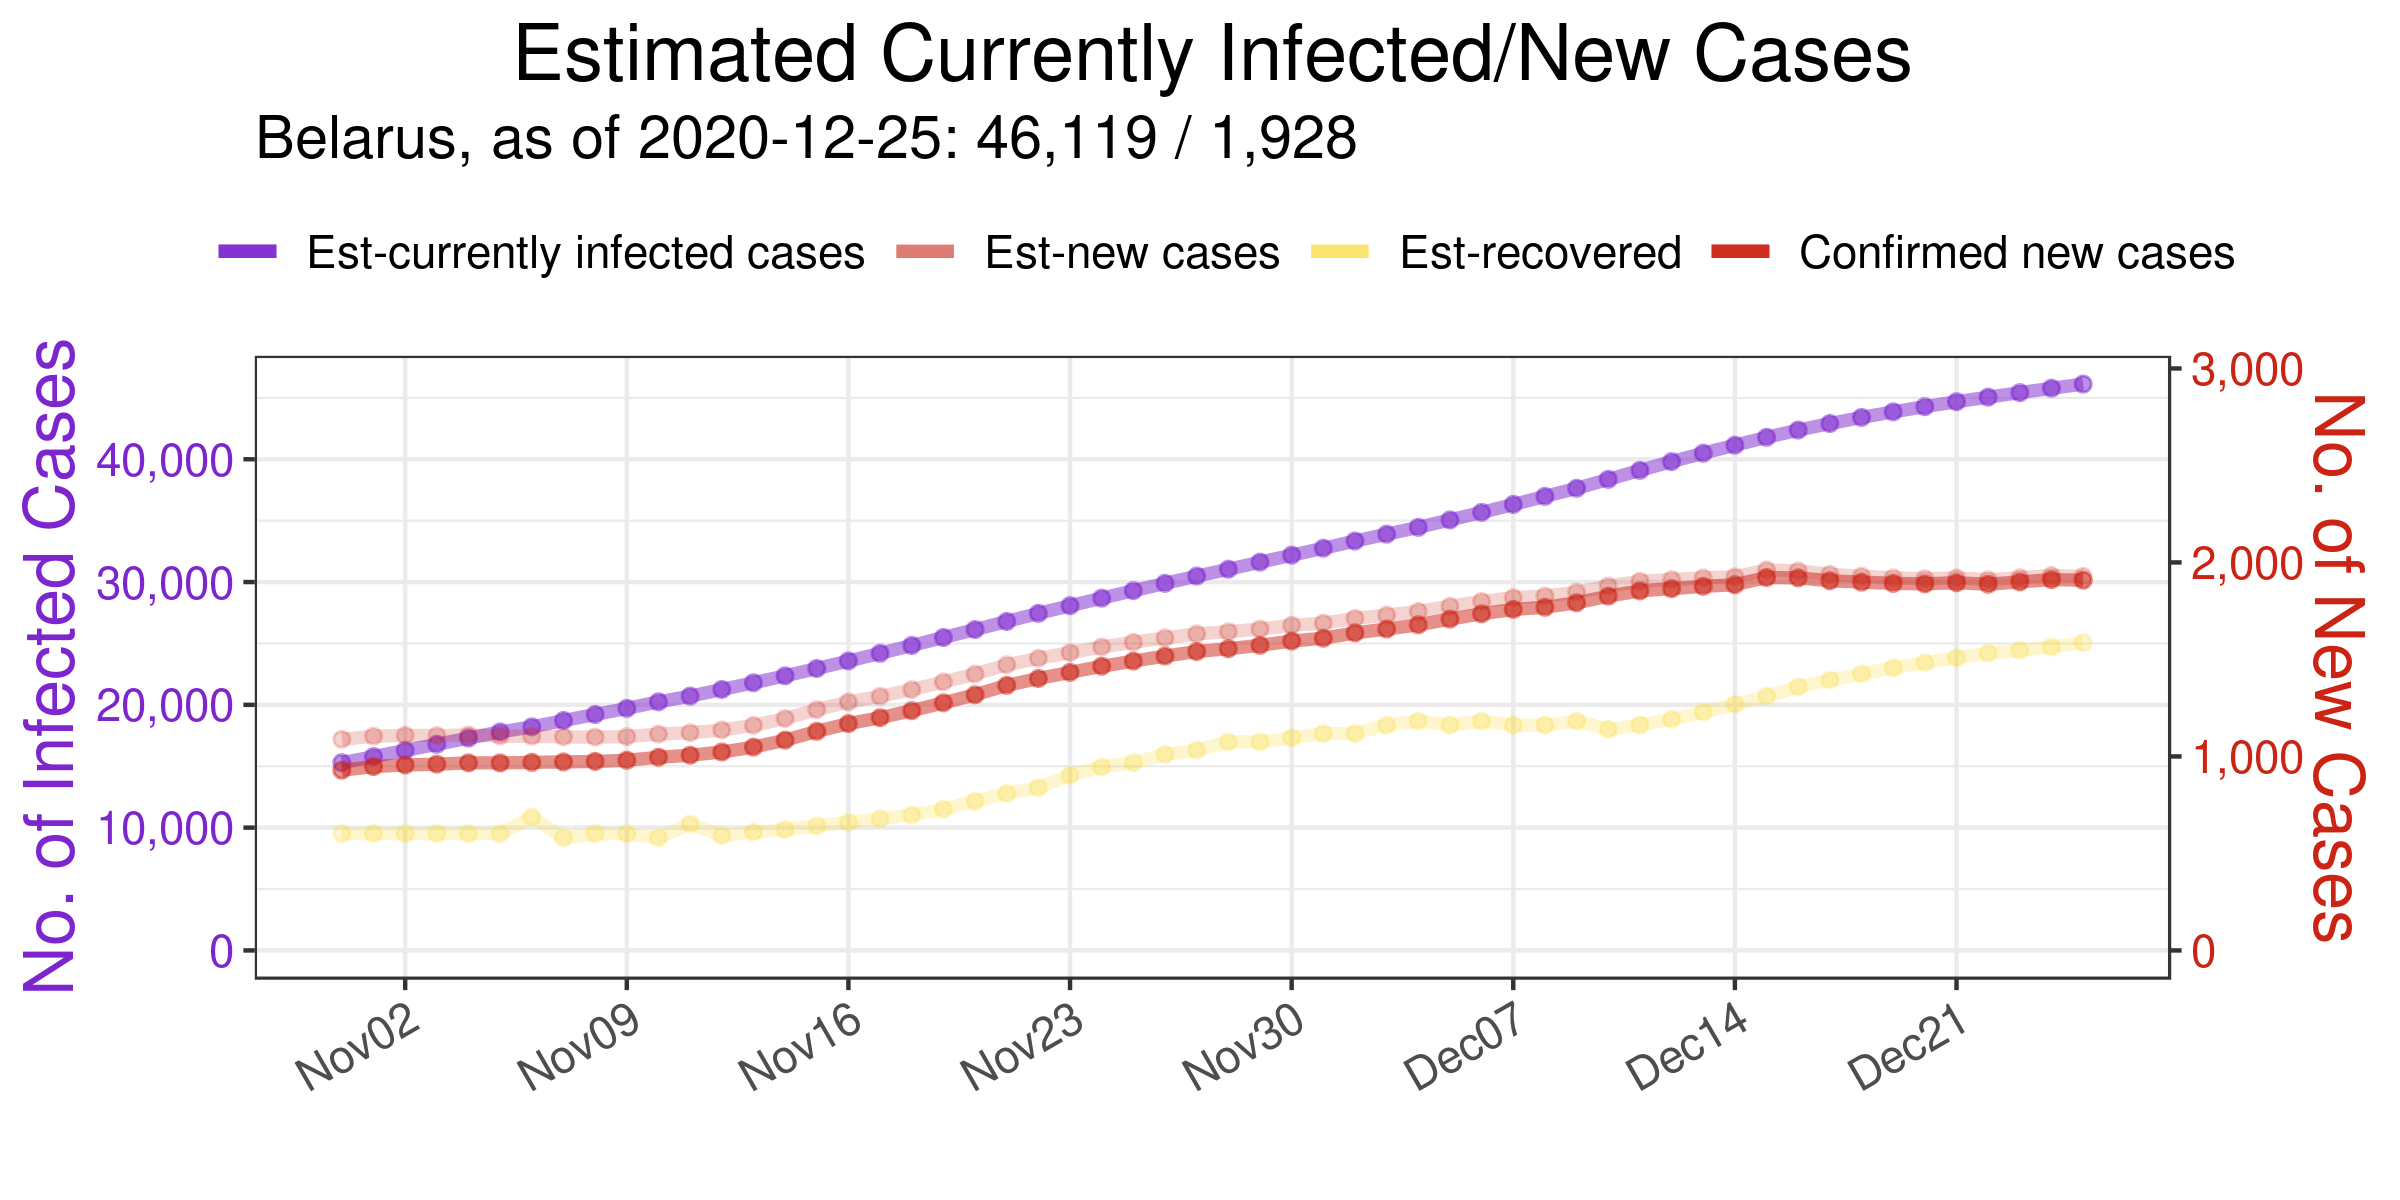 Estimated Currently Infected/New Cases
Belarus, as of 2020-12-25: 46,119 / 1,928
Est-currently infected cases Est-new cases Est-recovered Confirmed new cases
No. of Infected Cases
40,000
30,000
20,000
10,000
0
3,000
2,000
1,000
0
No. of New Cases
Nov02 Nov09 Nov16 Nov23 Nov30 Dec07 Dec14 Dec21